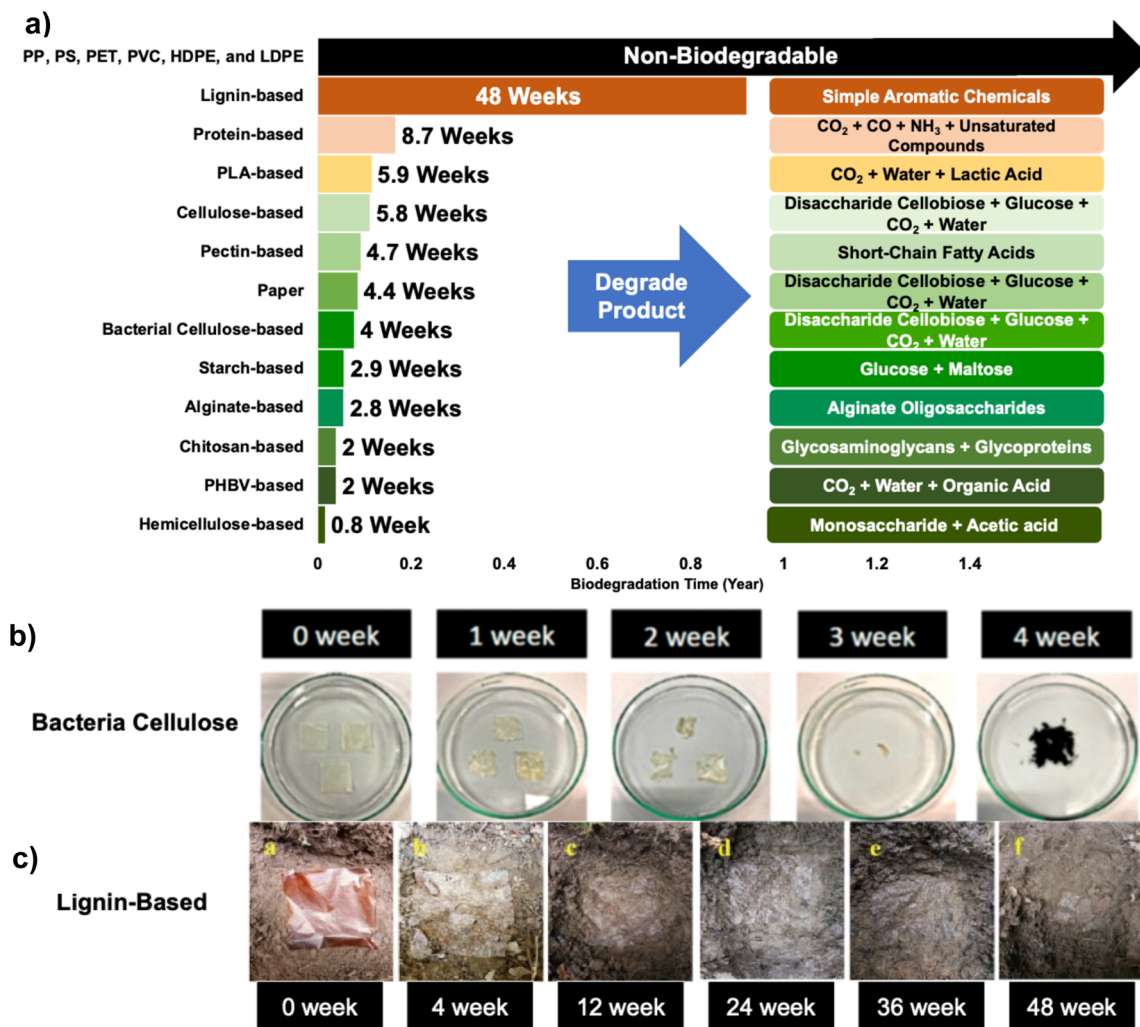 a)
PP, PS, PET, PVC, HDPE, and LDPE
Non-Biodegradable
Lignin-based
48 Weeks
Simple Aromatic Chemicals
Protein-based
8.7 Weeks
CO₂ + CO + NH₃ + Unsaturated
Compounds
PLA-based
5.9 Weeks
CO₂ + Water + Lactic Acid
Cellulose-based
5.8 Weeks
Disaccharide Cellobiose + Glucose +
CO₂ + Water
Pectin-based
4.7 Weeks
Short-Chain Fatty Acids
Paper
4.4 Weeks
Disaccharide Cellobiose + Glucose +
CO₂ + Water
Bacterial Cellulose-based
4 Weeks
Disaccharide Cellobiose + Glucose +
CO₂ + Water
Starch-based
2.9 Weeks
Glucose + Maltose
Alginate-based
2.8 Weeks
Alginate Oligosaccharides
Chitosan-based
2 Weeks
Glycosaminoglycans + Glycoproteins
PHBV-based
2 Weeks
CO₂ + Water + Organic Acid
Hemicellulose-based
0.8 Week
Monosaccharide + Acetic acid
Degrade
Product
0 0.2 0.4 0.6 0.8 1 1.2 1.4
Biodegradation Time (Year)
b)
0 week
1 week
2 week
3 week
4 week
Bacteria Cellulose
c)
Lignin-Based
a
b
c
d
e
f
0 week
4 week
12 week
24 week
36 week
48 week